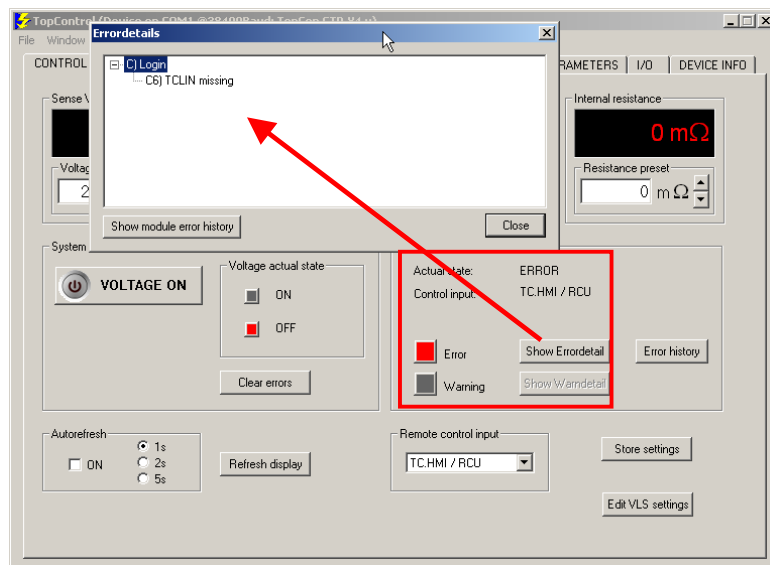 TopControl (Device on COM1 @38400Baud: TopCon CTR V4.x)
File Window
Errordetails
CONTROL
RAMETERS
I/O
DEVICE INFO
C) Login
C6) TCLIN missing
Show module error history
Close
Sense
Voltag
2
Internal resistance
0 mΩ
Resistance preset
0 mΩ
System
VOLTAGE ON
Voltage actual state
ON
OFF
Clear errors
Actual state: ERROR
Control input: TC.HMI / RCU
Error
Show Errordetail
Error history
Warning
Show Warndetail
Autorefresh
ON
1s
2s
5s
Refresh display
Remote control input
TC.HMI / RCU
Store settings
Edit VLS settings